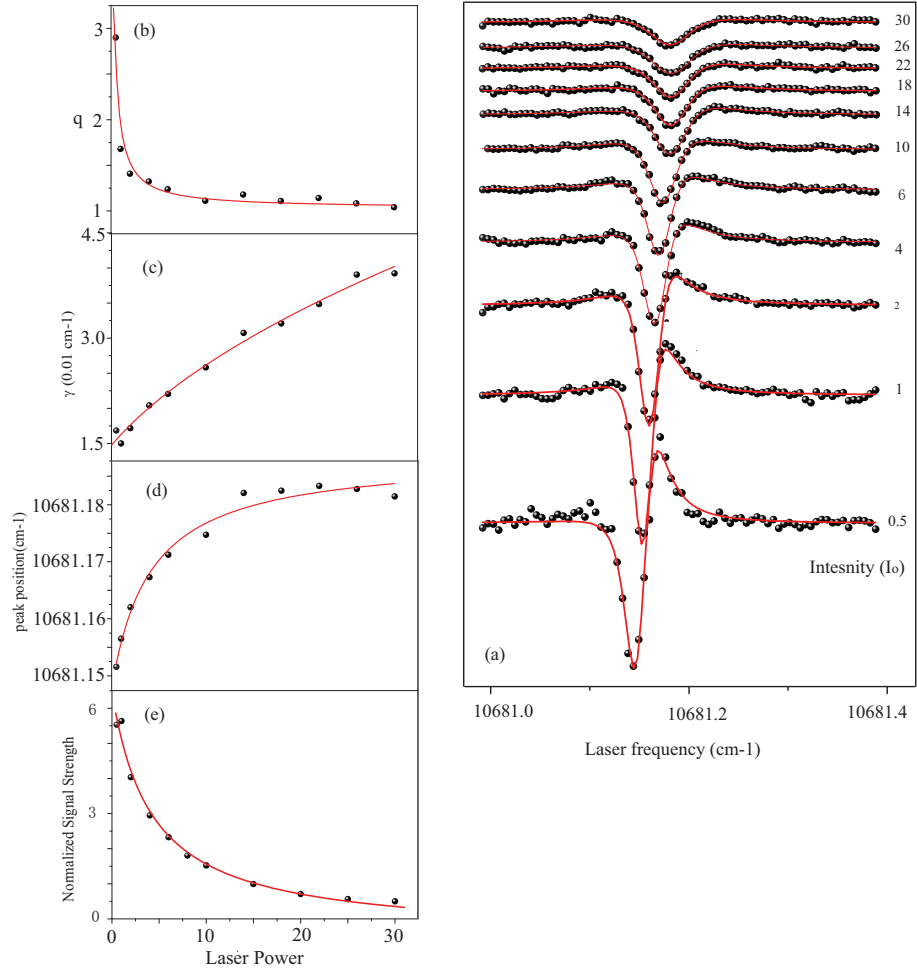 3
(b)
2
q
1
4.5
(c)
3.0
γ (0.01 cm-1)
1.5
10681.18
(d)
10681.17
peak position(cm-1)
10681.16
10681.15
6
(e)
Normalized Signal Strength
3
0
0 10 20 30
Laser Power
30
26
22
18
14
10
6
4
2
1
0.5
Intesnity (Io)
(a)
10681.0 10681.2 10681.4
Laser frequency (cm-1)